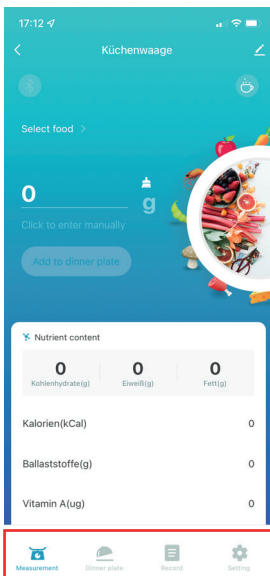 17:12
Küchenwaage
Select food >
0
g
Click to enter manually
Add to dinner plate
Nutrient content
0 0 0
Kohlenhydrate(g) Eiweiß(g) Fett(g)
Kalorien(kCal) 0
Ballaststoffe(g) 0
Vitamin A(ug) 0
Measurement Dinner plate Record Setting